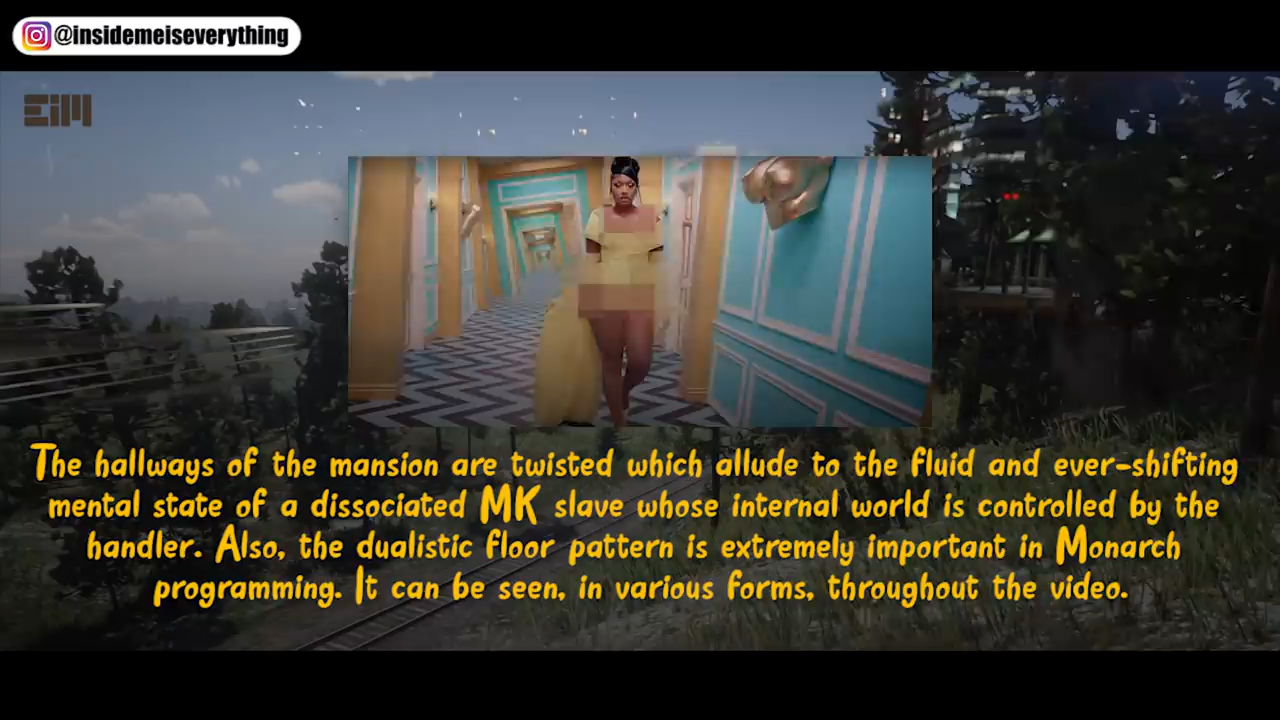 @insidemeiseverything
EiM
The hallways of the mansion are twisted which allude to the fluid and ever-shifting
mental state of a dissociated MK slave whose internal world is controlled by the
handler. Also, the dualistic floor pattern is extremely important in Monarch
programming. It can be seen, in various forms, throughout the video.